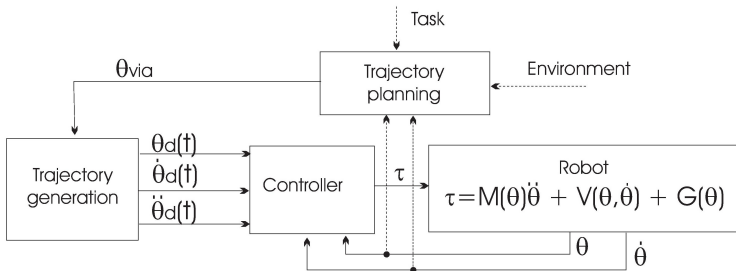 Task
θvia
Trajectory
planning
Environment
Trajectory
generation
θd(t)
θ̇d(t)
θ̈d(t)
Controller
τ
Robot
τ=M(θ)θ̈ + V(θ,θ̇) + G(θ)
θ
θ̇